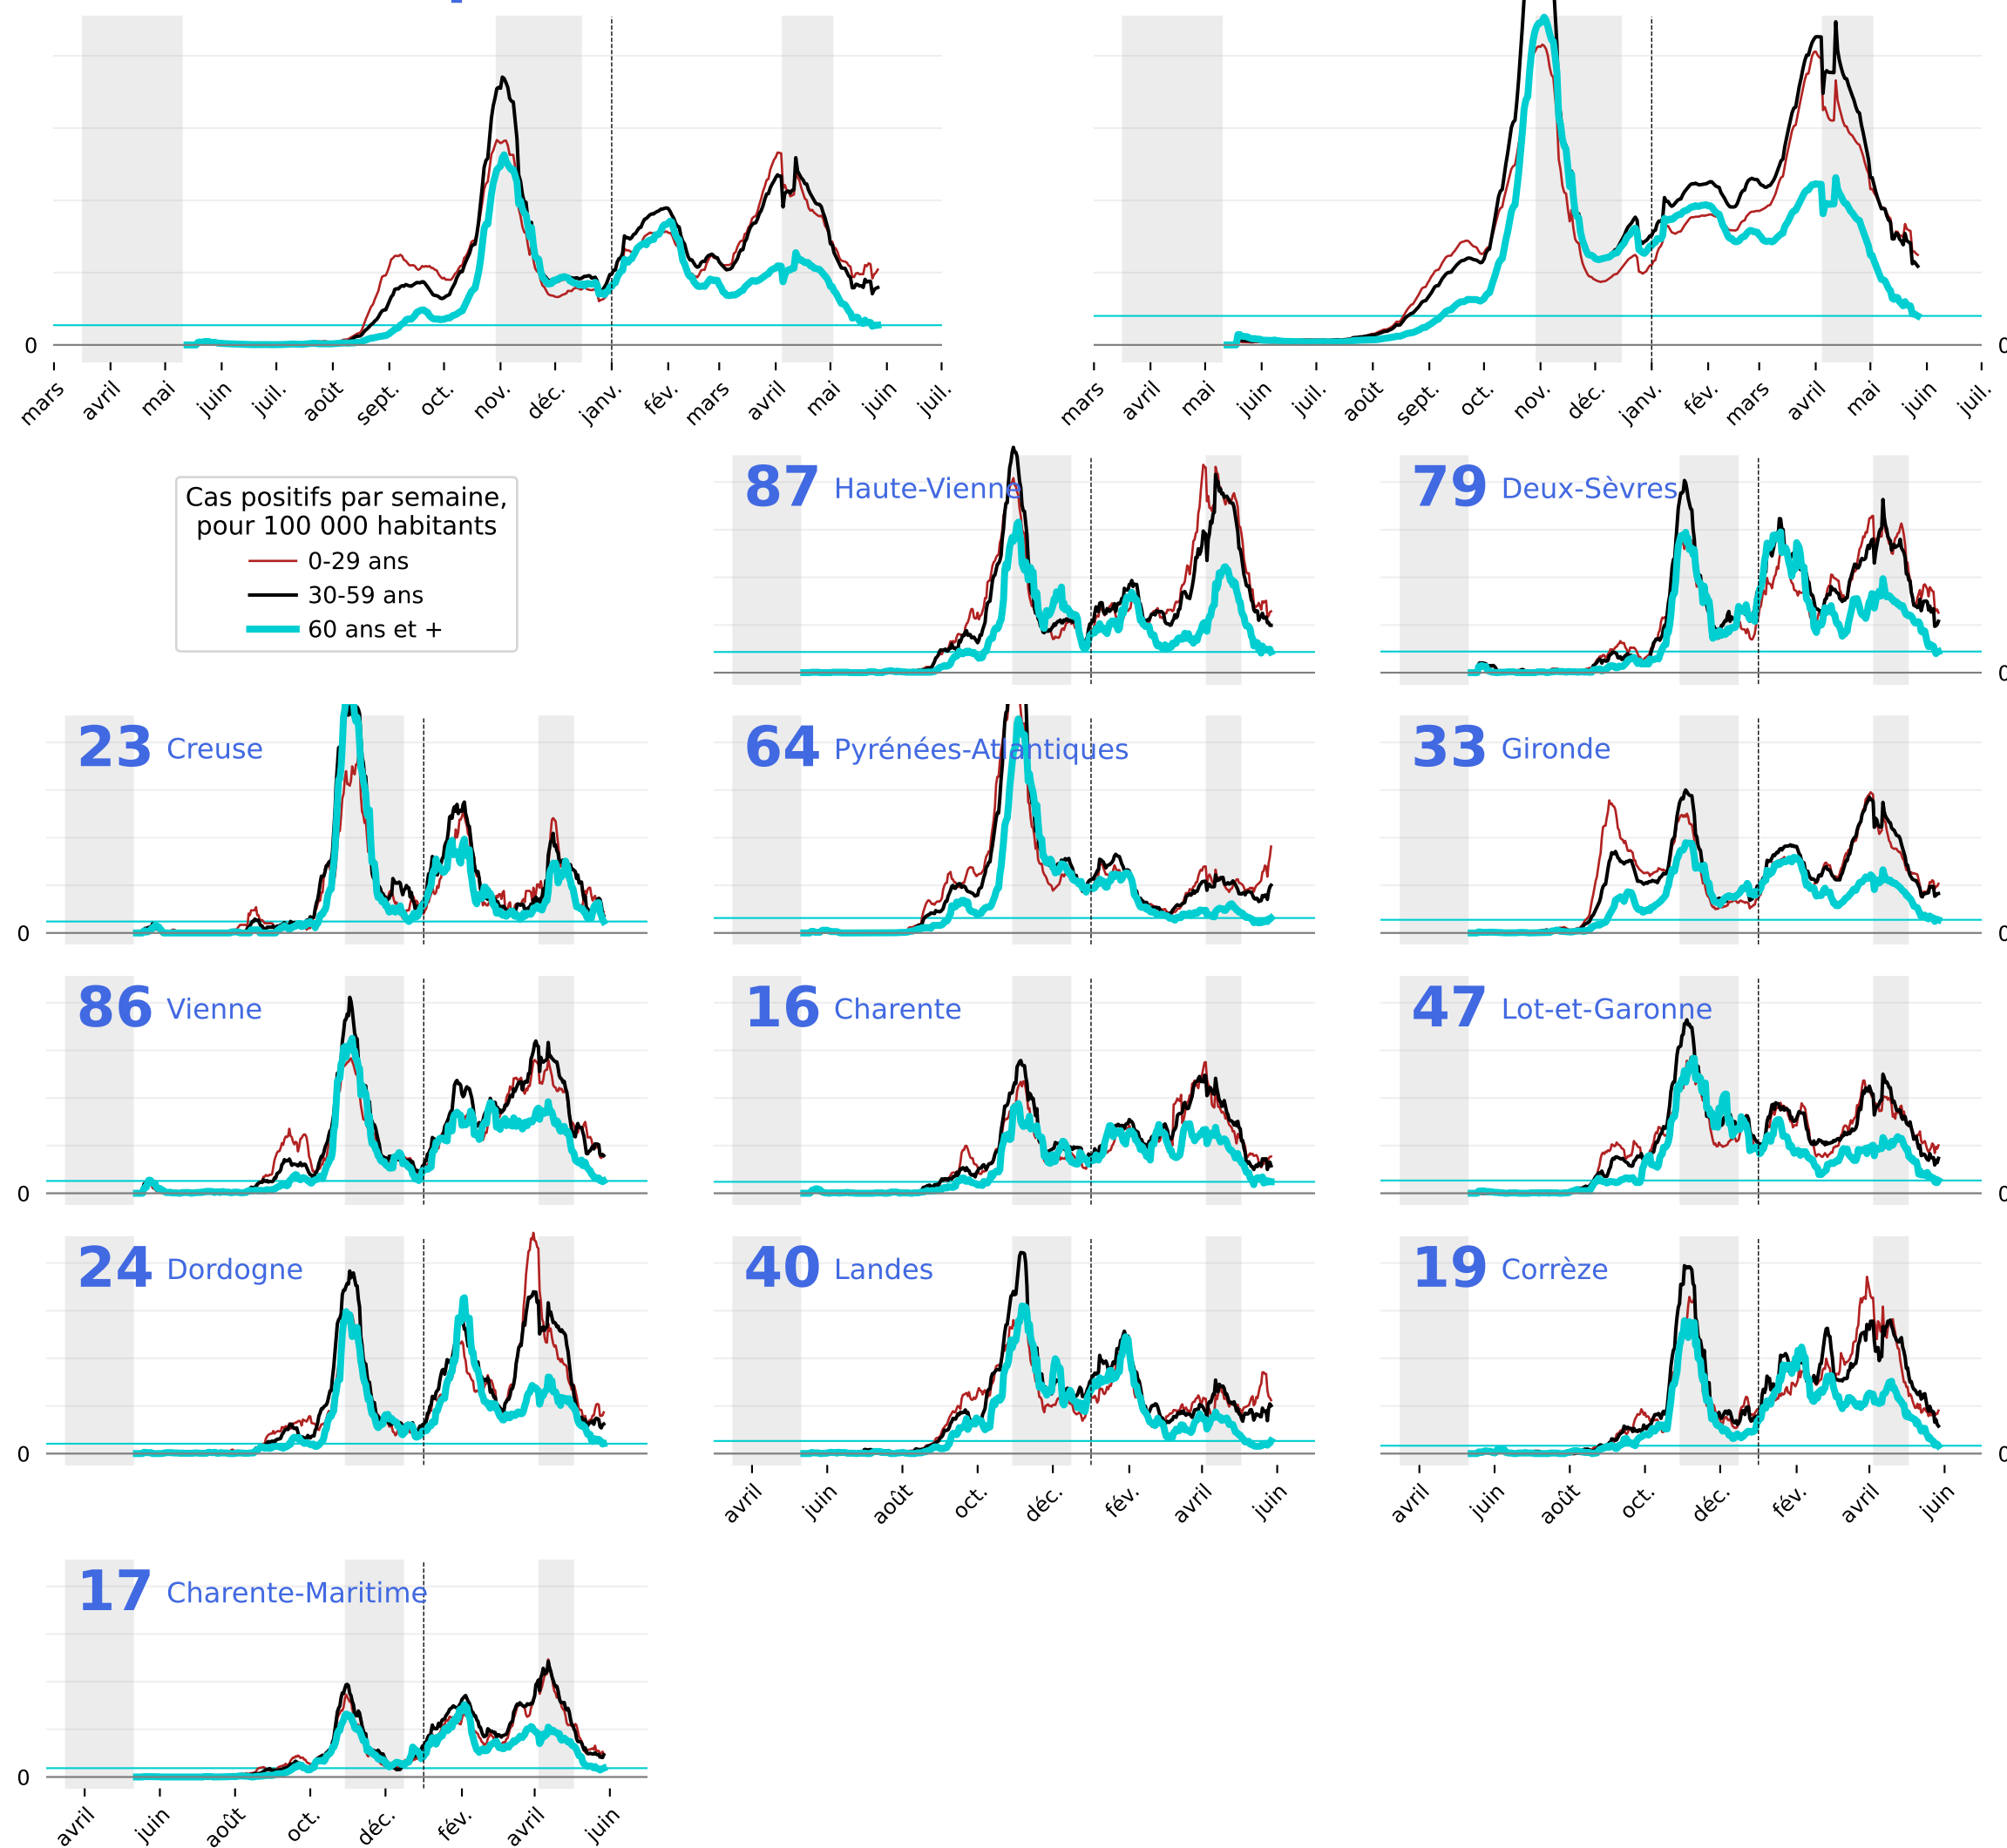 0
0
mars avril mai juin juil. août sept. oct. nov. déc. janv. fév. mars avril mai juin juil.
mars avril mai juin juil. août sept. oct. nov. déc. janv. fév. mars avril mai juin juil.
Cas positifs par semaine,
pour 100 000 habitants
0-29 ans
30-59 ans
60 ans et +
87 Haute-Vienne
79 Deux-Sèvres
0
23 Creuse
64 Pyrénées-Atlantiques
33 Gironde
0
0
86 Vienne
16 Charente
47 Lot-et-Garonne
0
0
24 Dordogne
40 Landes
19 Corrèze
0
0
avril juin août oct. déc. fév. avril juin
avril juin août oct. déc. fév. avril juin
17 Charente-Maritime
0
avril juin août oct. déc. fév. avril juin